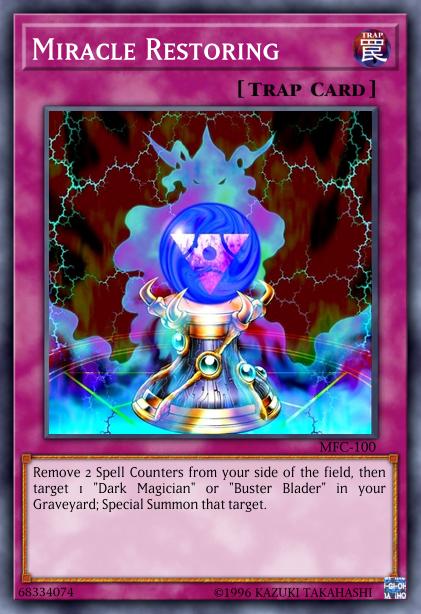 Miracle Restoring
TRAP
罠
[Trap Card]
MFC-100
Remove 2 Spell Counters from your side of the field, then
target 1 "Dark Magician" or "Buster Blader" in your
Graveyard; Special Summon that target.
68334074
©1996 KAZUKI TAKAHASHI